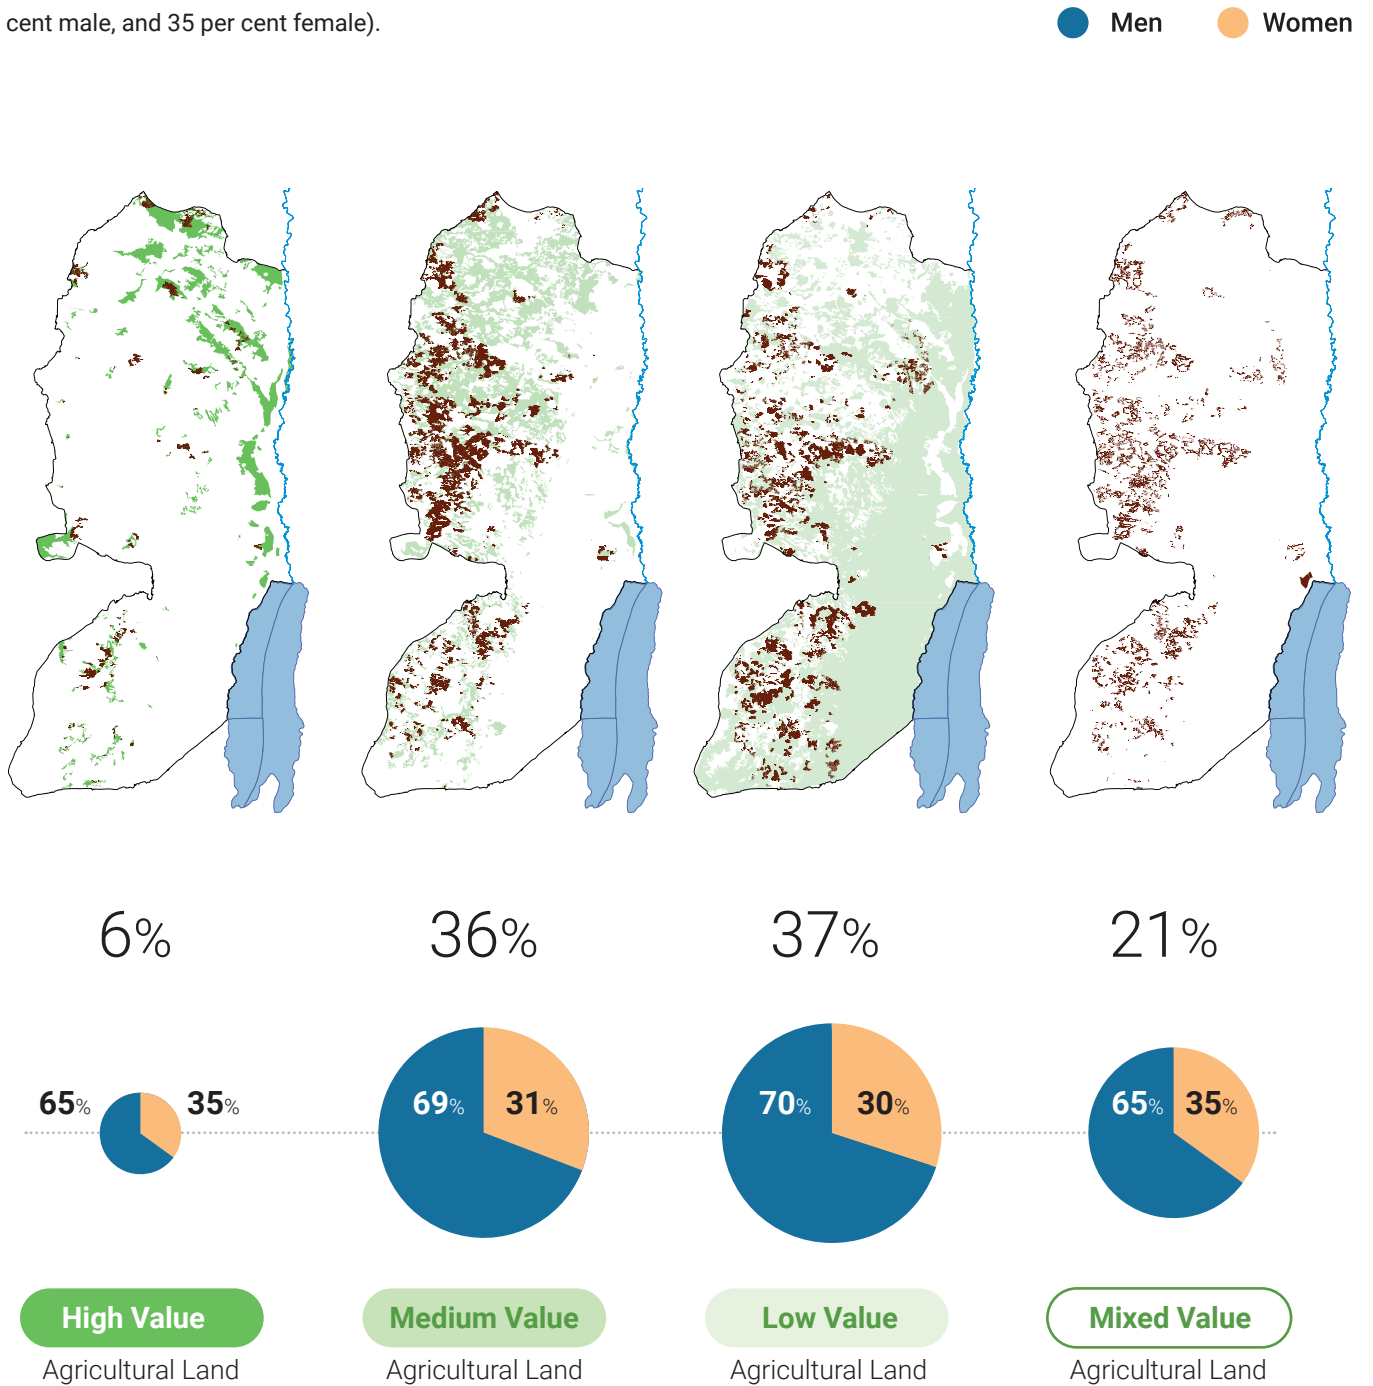 cent male, and 35 per cent female).
Men
Women
6%
36%
37%
21%
65%
35%
69%
31%
70%
30%
65%
35%
High Value
Agricultural Land
Medium Value
Agricultural Land
Low Value
Agricultural Land
Mixed Value
Agricultural Land